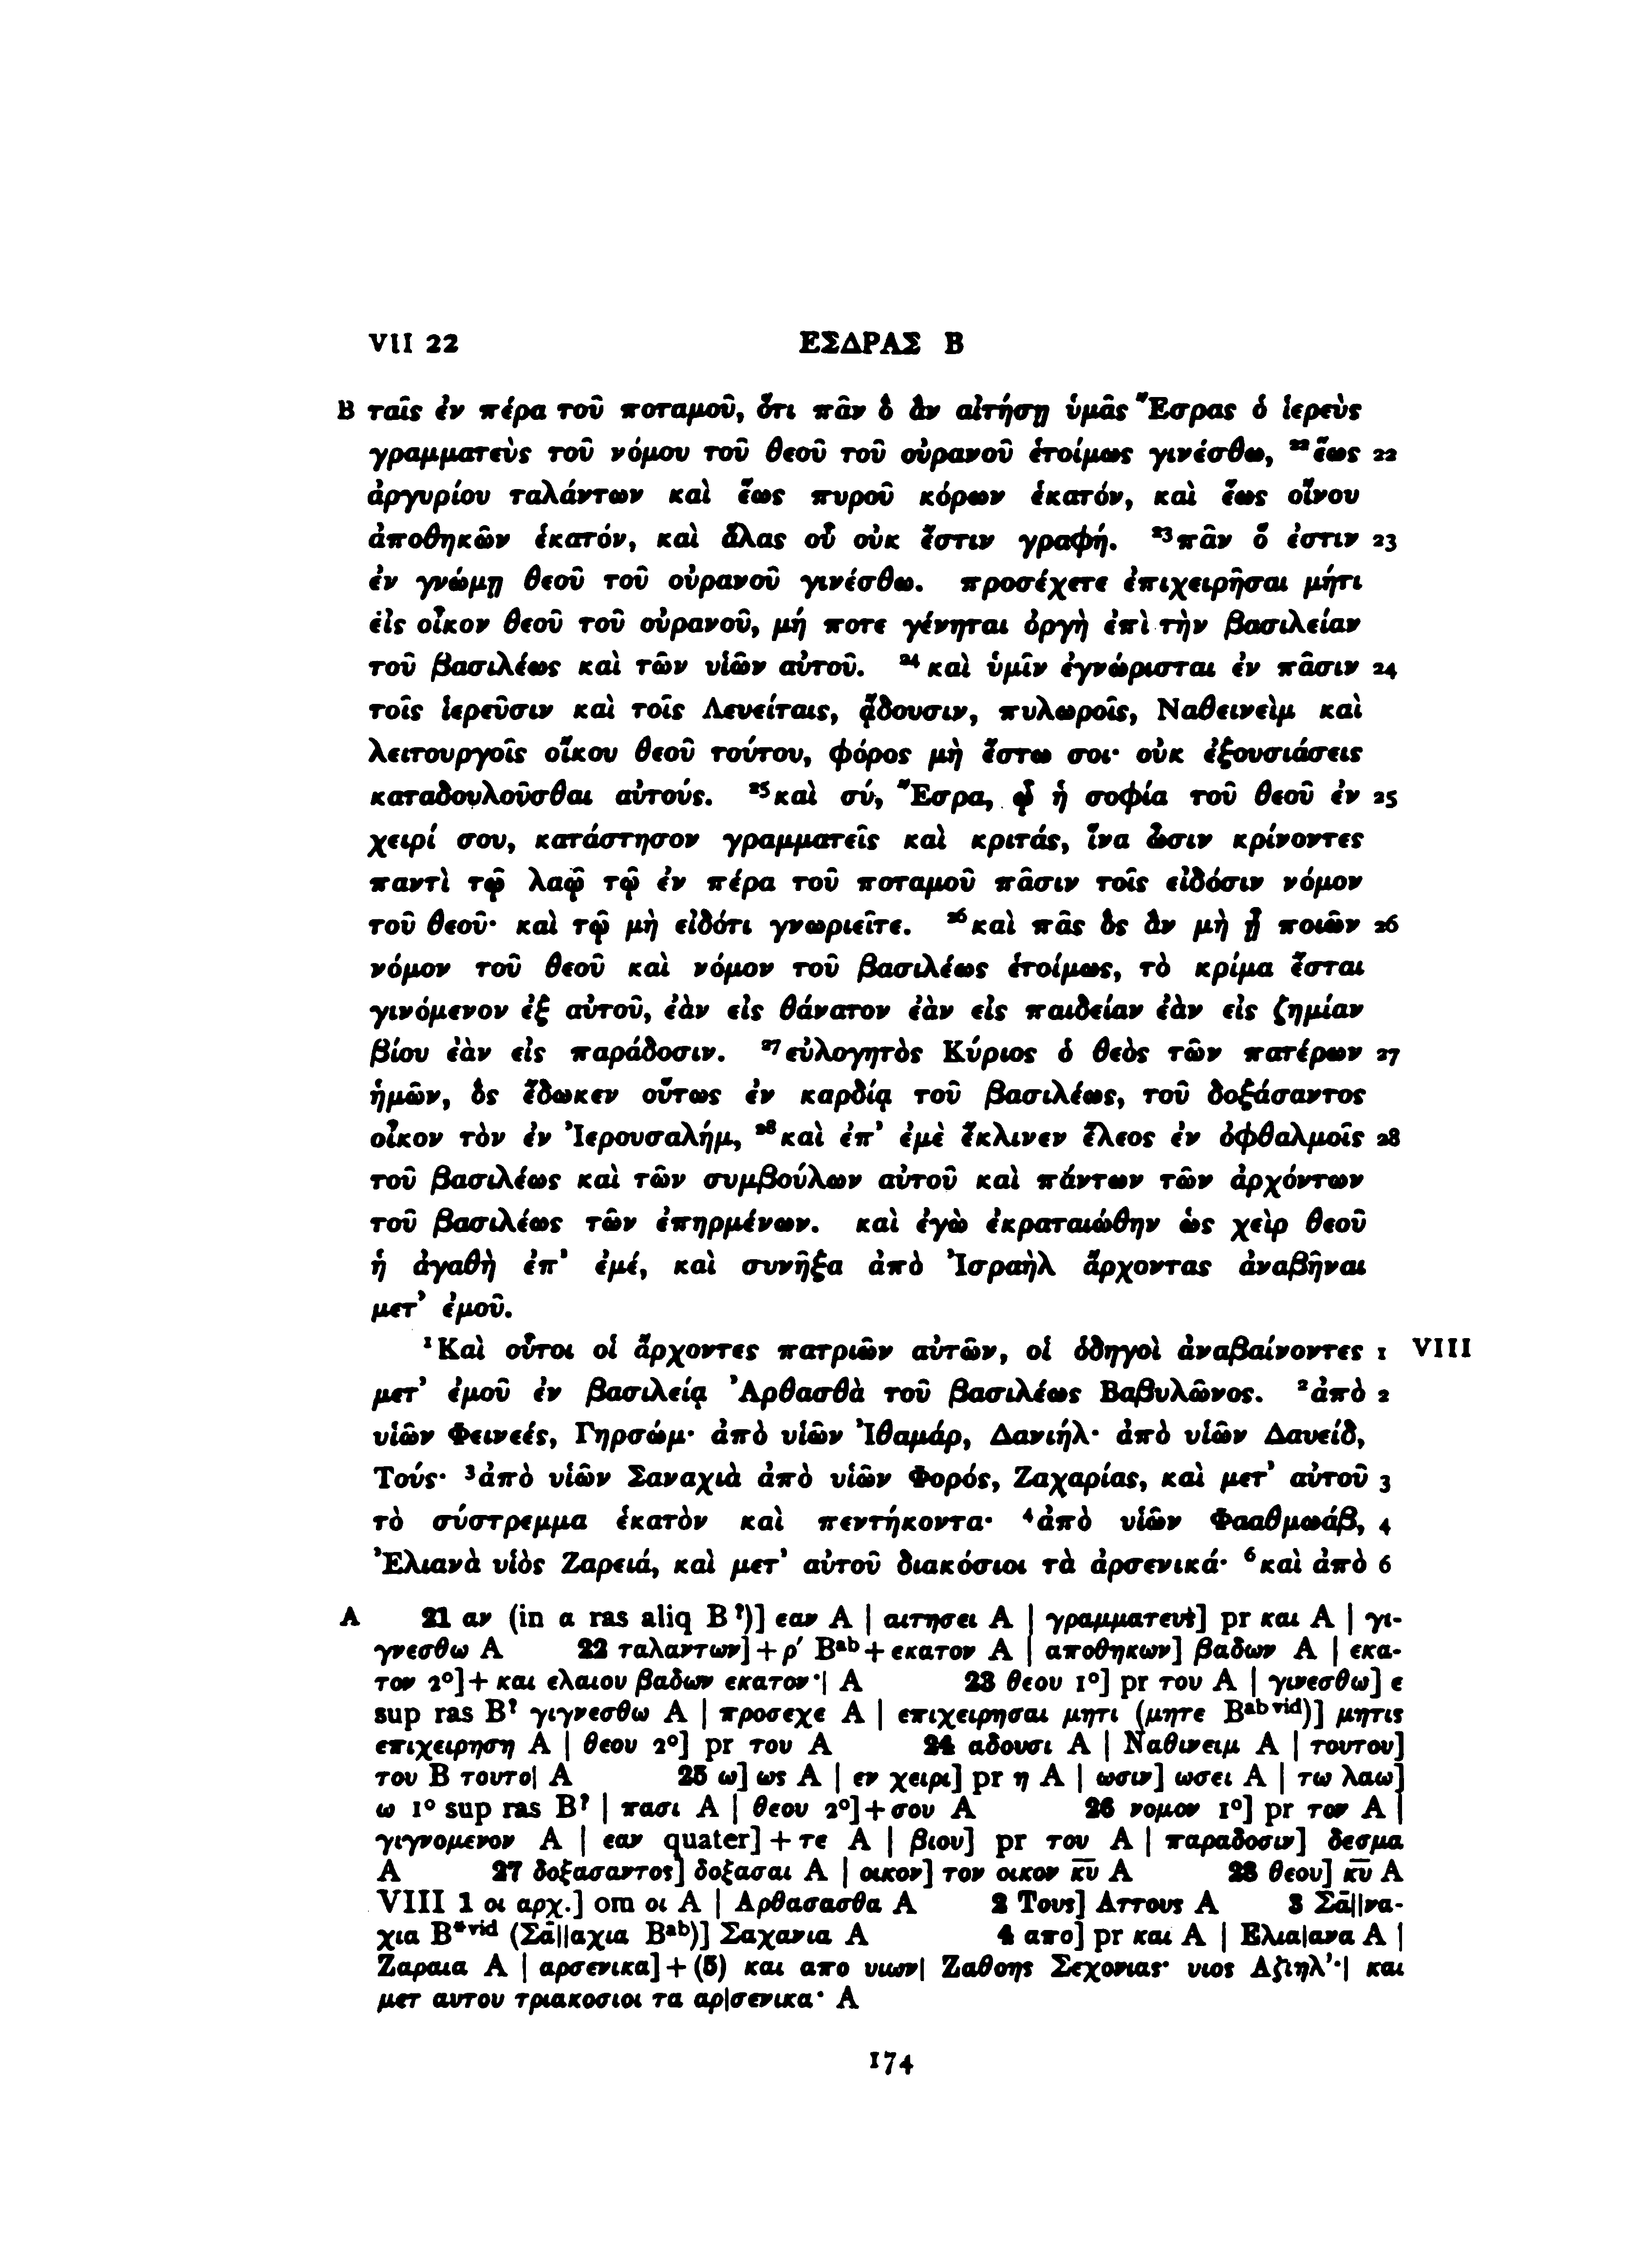 VII 22 ΕΣΔΡΑΣ Β
B ταῖς ἐν πέρα τοῦ ποταμοῦ, ὅτι πᾶν ὃ ἂν αἰτήσῃ ὑμᾶς Ἔσρας ὁ ἱερεὺς
γραμματεὺς τοῦ νόμου τοῦ θεοῦ τοῦ οὐρανοῦ ἑτοίμως γινέσθω, ²²ἕως 22
ἀργυρίου ταλάντων καὶ ἕως πυροῦ κόρων ἑκατόν, καὶ ἕως οἴνου
ἀποθηκῶν ἑκατόν, καὶ ἅλας οὗ οὐκ ἔστιν γραφή. ²³πᾶν ὅ ἐστιν 23
ἐν γνώμῃ θεοῦ τοῦ οὐρανοῦ γινέσθω. προσέχετε ἐπιχειρῆσαι μήτι
εἰς οἶκον θεοῦ τοῦ οὐρανοῦ, μή ποτε γένηται ὀργὴ ἐπὶ τὴν βασιλείαν
τοῦ βασιλέως καὶ τῶν υἱῶν αὐτοῦ. ²⁴καὶ ὑμῖν ἐγνώρισται ἐν πᾶσιν 24
τοῖς ἱερεῦσιν καὶ τοῖς Λευείταις, ᾄδουσιν, πυλωροῖς, Ναθεινεὶμ καὶ
λειτουργοῖς οἴκου θεοῦ τούτου, φόρος μὴ ἔστω σοι· οὐκ ἐξουσιάσεις
καταδουλοῦσθαι αὐτούς. ²⁵καὶ σύ, Ἔσρα, ᾧ ἡ σοφία τοῦ θεοῦ ἐν 25
χειρί σου, κατάστησον γραμματεῖς καὶ κριτάς, ἵνα ὦσιν κρίνοντες
παντὶ τῷ λαῷ τῷ ἐν πέρα τοῦ ποταμοῦ πᾶσιν τοῖς εἰδόσιν νόμον
τοῦ θεοῦ· καὶ τῷ μὴ εἰδότι γνωριεῖτε. ²⁶καὶ πᾶς ὃς ἂν μὴ ᾖ ποιῶν 26
νόμον τοῦ θεοῦ καὶ νόμον τοῦ βασιλέως ἑτοίμως, τὸ κρίμα ἔσται
γινόμενον ἐξ αὐτοῦ, ἐὰν εἰς θάνατον ἐὰν εἰς παιδείαν ἐὰν εἰς ζημίαν
βίου ἐὰν εἰς παράδοσιν. ²⁷εὐλογητὸς Κύριος ὁ θεὸς τῶν πατέρων 27
ἡμῶν, ὃς ἔδωκεν οὕτως ἐν καρδίᾳ τοῦ βασιλέως, τοῦ δοξάσαντος
οἶκον τὸν ἐν Ἰερουσαλήμ, ²⁸καὶ ἐπ’ ἐμὲ ἔκλινεν ἔλεος ἐν ὀφθαλμοῖς 28
τοῦ βασιλέως καὶ τῶν συμβούλων αὐτοῦ καὶ πάντων τῶν ἀρχόντων
τοῦ βασιλέως τῶν ἐπηρμένων. καὶ ἐγὼ ἐκραταιώθην ὡς χεὶρ θεοῦ
ἡ ἀγαθὴ ἐπ’ ἐμέ, καὶ συνῆξα ἀπὸ Ἰσραὴλ ἄρχοντας ἀναβῆναι
μετ’ ἐμοῦ.
¹Καὶ οὗτοι οἱ ἄρχοντες πατριῶν αὐτῶν, οἱ ὁδηγοὶ ἀναβαίνοντες 1 VIII
μετ’ ἐμοῦ ἐν βασιλείᾳ Ἀρθασθὰ τοῦ βασιλέως Βαβυλῶνος. ²ἀπὸ 2
υἱῶν Φεινεές, Γηρσώμ· ἀπὸ υἱῶν Ἰθαμάρ, Δανιήλ· ἀπὸ υἱῶν Δαυείδ,
Τούς· ³ἀπὸ υἱῶν Σαναχιὰ ἀπὸ υἱῶν Φορός, Ζαχαρίας, καὶ μετ’ αὐτοῦ 3
τὸ σύστρεμμα ἑκατὸν καὶ πεντήκοντα· ⁴ἀπὸ υἱῶν Φααθμωάβ, 4
Ἐλιανὰ υἱὸς Ζαρειά, καὶ μετ’ αὐτοῦ διακόσιοι τὰ ἀρσενικά· ⁶καὶ ἀπὸ 6
A 21 αν (in α ras aliq B?)] εαν A | αιτησει A | γραμματευς] pr και A | γι-
γνεσθω A 22 ταλαντων] + ρ′ Bᵃᵇ + εκατον A | αποθηκων] βαδων A | εκα-
τον 2°] + και ελαιου βαδων εκατον·| A 23 θεου 1°] pr του A | γινεσθω] ε
sup ras B? γιγνεσθω A | προσεχε A | επιχειρησαι μητι (μητε Bᵃᵇ ᵛⁱᵈ)] μητις
επιχειρηση A | θεου 2°] pr του A 24 αδουσι A | Ναθινειμ A | τουτου]
του B τουτο| A 25 ω] ως A | εν χειρι] pr η A | ωσιν] ωσει A | τω λαω]
ω 1° sup ras B? | πασι A | θεου 2°] + σου A 26 νομον 1°] pr τον A |
γιγνομενον A | εαν quater] + τε A | βιου] pr του A | παραδοσιν] δεσμα
A 27 δοξασαντος] δοξασαι A | οικον] τον οικον κ̅υ̅ A 28 θεου] κ̅υ̅ A
VIII 1 οι αρχ.] om οι A | Αρθασασθα A 2 Τους] Αττους A 3 Σα̅||να-
χια B*ᵛⁱᵈ (Σα̅||αχια Bᵃᵇ)] Σαχανια A 4 απο] pr και A | Ελια|ανα A |
Ζαραια A | αρσενικα] + (5) και απο υιων| Ζαθοης Σεχονιας· υιος Αζιηλ’·| και
μετ αυτου τριακοσιοι τα αρ|σενικα· A
174